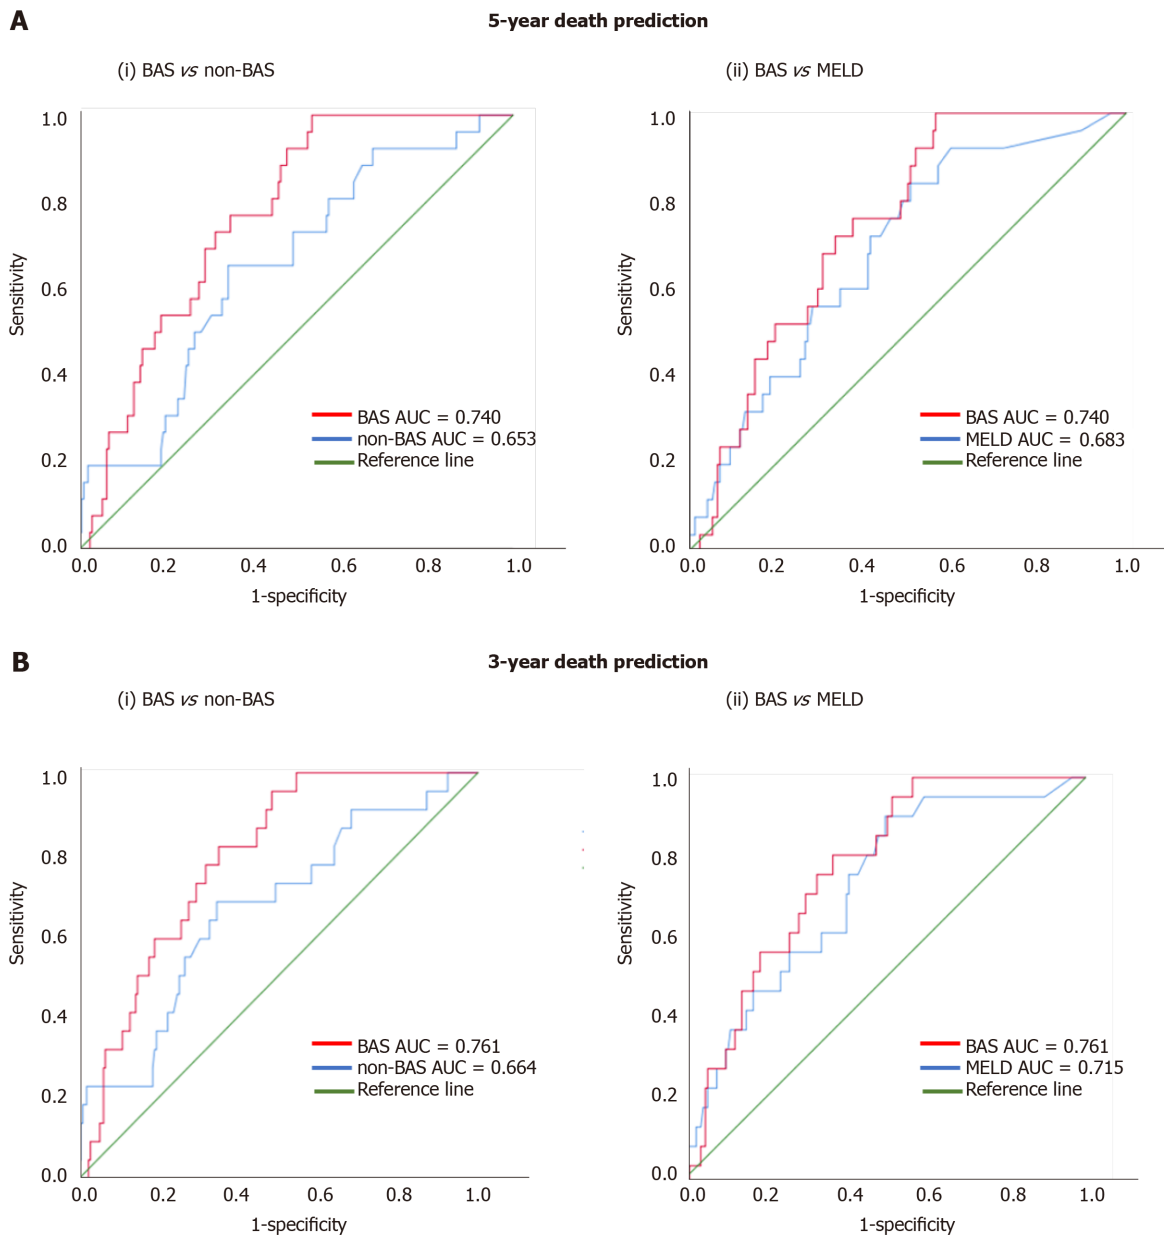 A
5-year death prediction
(i) BAS vs non-BAS
(ii) BAS vs MELD
1.0
0.8
0.6
0.4
0.2
0.0
Sensitivity
BAS AUC = 0.740
non-BAS AUC = 0.653
Reference line
0.0 0.2 0.4 0.6 0.8 1.0
1-specificity
1.0
0.8
0.6
0.4
0.2
0.0
Sensitivity
BAS AUC = 0.740
MELD AUC = 0.683
Reference line
0.0 0.2 0.4 0.6 0.8 1.0
1-specificity
B
3-year death prediction
(i) BAS vs non-BAS
(ii) BAS vs MELD
1.0
0.8
0.6
0.4
0.2
0.0
Sensitivity
BAS AUC = 0.761
non-BAS AUC = 0.664
Reference line
0.0 0.2 0.4 0.6 0.8 1.0
1-specificity
1.0
0.8
0.6
0.4
0.2
0.0
Sensitivity
BAS AUC = 0.761
MELD AUC = 0.715
Reference line
0.0 0.2 0.4 0.6 0.8 1.0
1-specificity